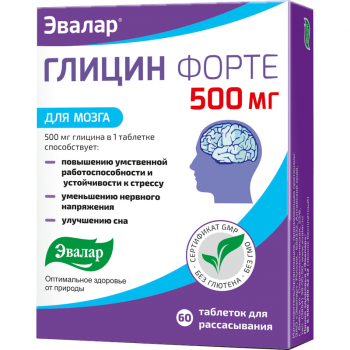 Эвалар®
ГЛИЦИН ФОРТЕ
500 мг
ДЛЯ МОЗГА
500 мг глицина в 1 таблетке
способствует:
повышению умственной
работоспособности и
устойчивости к стрессу
уменьшению нервного
напряжения
улучшению сна
Эвалар®
Оптимальное здоровье
от природы
СЕРТИФИКАТ GMP
БЕЗ ГЛЮТЕНА • БЕЗ ГМО
60 таблеток для
рассасывания